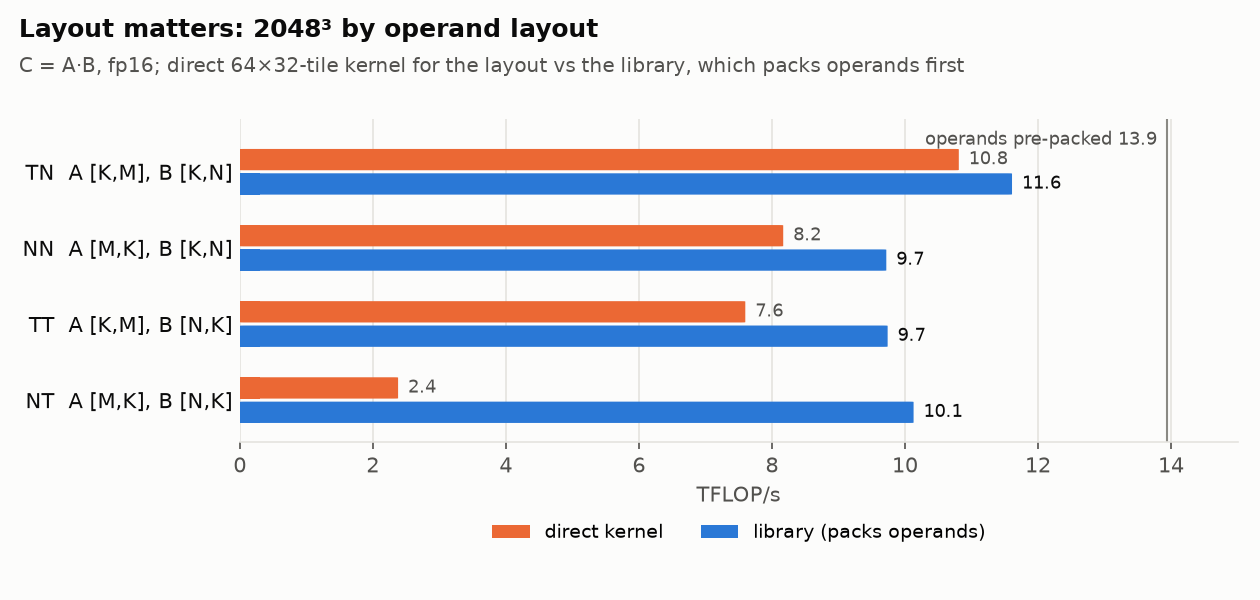 Layout matters: 2048³ by operand layout
C = A·B, fp16; direct 64×32-tile kernel for the layout vs the library, which packs operands first
operands pre-packed 13.9
TN A [K,M], B [K,N]
10.8
11.6
NN A [M,K], B [K,N]
8.2
9.7
TT A [K,M], B [N,K]
7.6
9.7
NT A [M,K], B [N,K]
2.4
10.1
0 2 4 6 8 10 12 14
TFLOP/s
direct kernel library (packs operands)